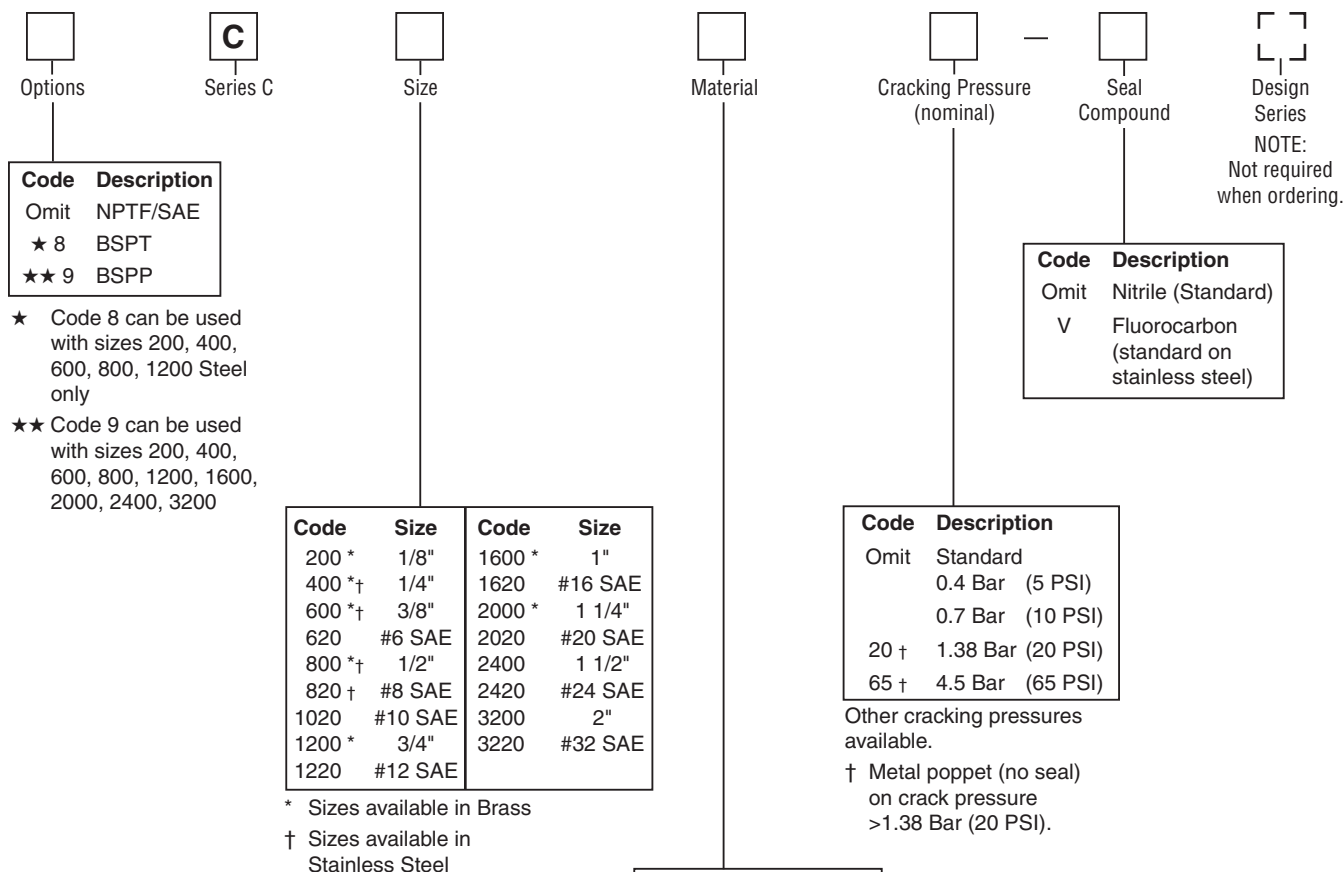 C
—
Options
Series C
Size
Material
Cracking Pressure
(nominal)
Seal
Compound
Design
Series
NOTE:
Not required
when ordering.
Code Description
Omit NPTF/SAE
★ 8 BSPT
★★ 9 BSPP
★ Code 8 can be used
with sizes 200, 400,
600, 800, 1200 Steel
only
★★ Code 9 can be used
with sizes 200, 400,
600, 800, 1200, 1600,
2000, 2400, 3200
Code Size Code Size
200 * 1/8" 1600 * 1"
400 *† 1/4" 1620 #16 SAE
600 *† 3/8" 2000 * 1 1/4"
620 #6 SAE 2020 #20 SAE
800 *† 1/2" 2400 1 1/2"
820 † #8 SAE 2420 #24 SAE
1020 #10 SAE 3200 2"
1200 * 3/4" 3220 #32 SAE
1220 #12 SAE
* Sizes available in Brass
† Sizes available in
Stainless Steel
Code Description
Omit Standard
0.4 Bar (5 PSI)
0.7 Bar (10 PSI)
20 † 1.38 Bar (20 PSI)
65 † 4.5 Bar (65 PSI)
Other cracking pressures
available.
† Metal poppet (no seal)
on crack pressure
>1.38 Bar (20 PSI).
Code Description
Omit Nitrile (Standard)
V Fluorocarbon
(standard on
stainless steel)